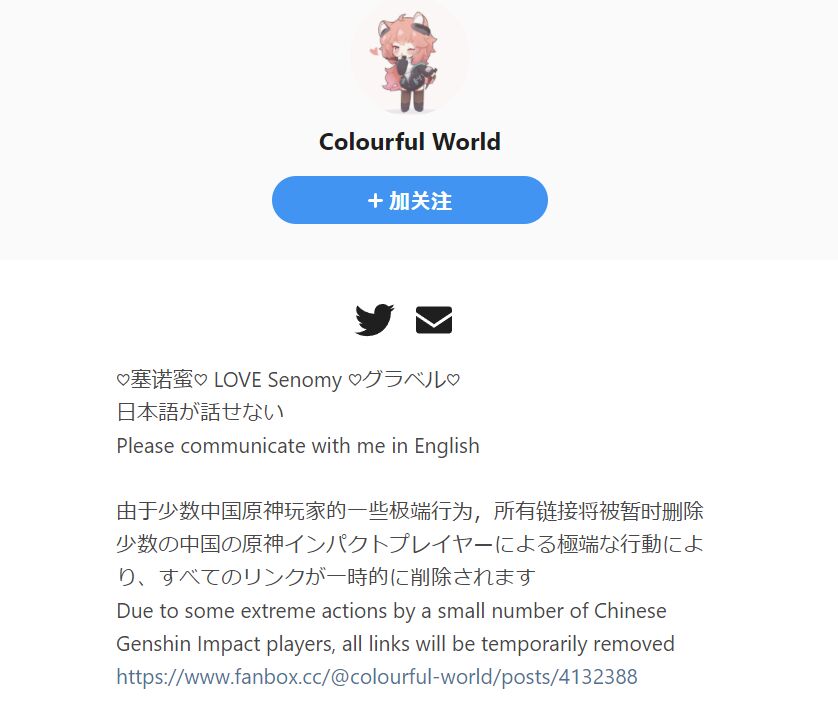 Colourful World
+ 加关注
♡塞诺蜜♡ LOVE Senomy ♡グラベル♡
日本語が話せない
Please communicate with me in English
由于少数中国原神玩家的一些极端行为，所有链接将被暂时删除
少数の中国の原神インパクトプレイヤーによる極端な行動によ
り、すべてのリンクが一時的に削除されます
Due to some extreme actions by a small number of Chinese
Genshin Impact players, all links will be temporarily removed
https://www.fanbox.cc/@colourful-world/posts/4132388